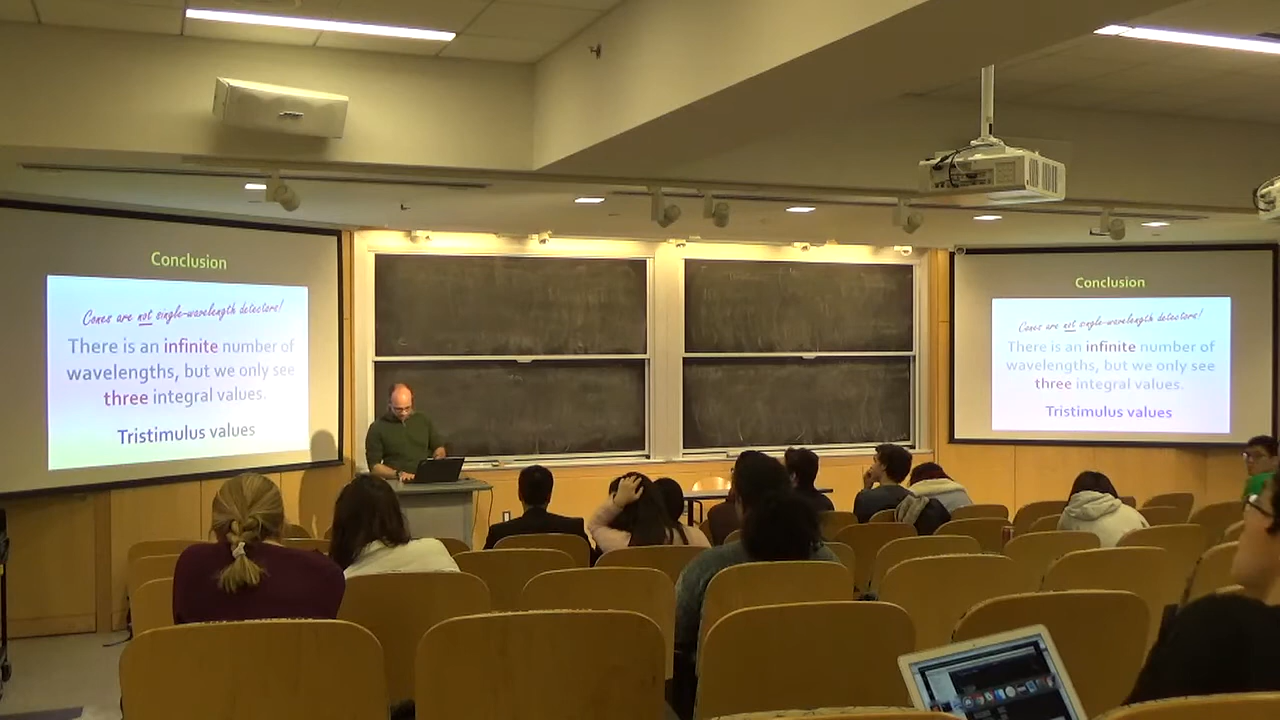 Conclusion
Cones are not single-wavelength detectors!
There is an infinite number of
wavelengths, but we only see
three integral values.
Tristimulus values
Conclusion
Cones are not single-wavelength detectors!
There is an infinite number of
wavelengths, but we only see
three integral values.
Tristimulus values